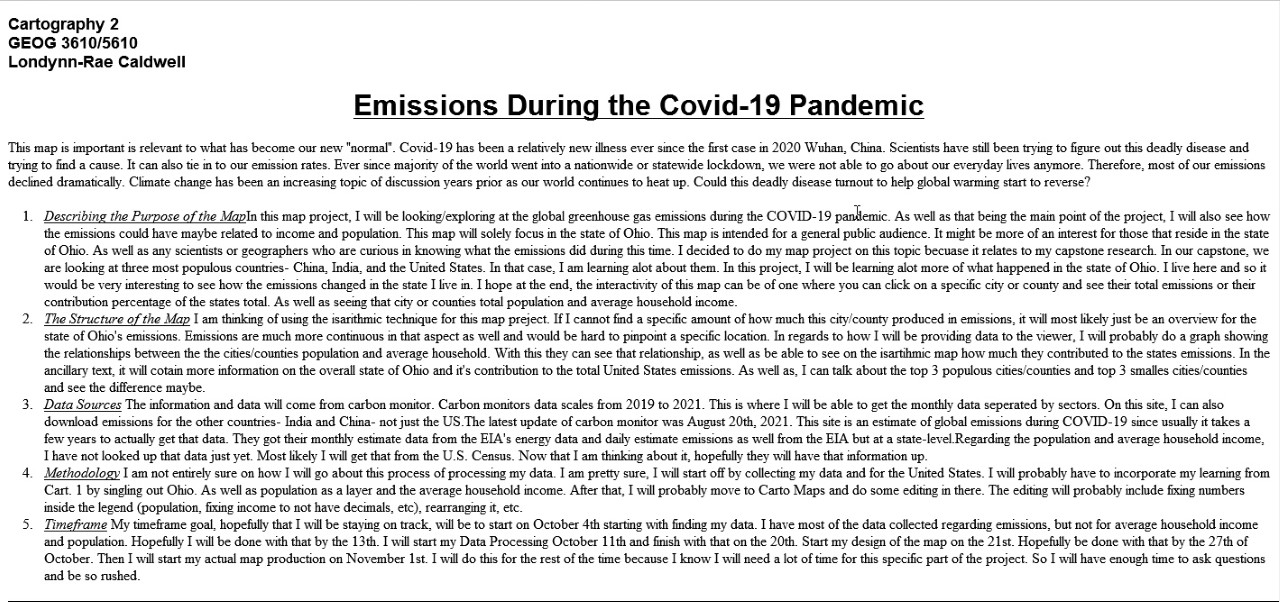 Cartography 2
GEOG 3610/5610
Londynn-Rae Caldwell
Emissions During the Covid-19 Pandemic
This map is important is relevant to what has become our new "normal". Covid-19 has been a relatively new illness ever since the first case in 2020 Wuhan, China. Scientists have still been trying to figure out this deadly disease and
trying to find a cause. It can also tie in to our emission rates. Ever since majority of the world went into a nationwide or statewide lockdown, we were not able to go about our everyday lives anymore. Therefore, most of our emissions
declined dramatically. Climate change has been an increasing topic of discussion years prior as our world continues to heat up. Could this deadly disease turnout to help global warming start to reverse?
1. Describing the Purpose of the MapIn this map project, I will be looking/exploring at the global greenhouse gas emissions during the COVID-19 pandemic. As well as that being the main point of the project, I will also see how
the emissions could have maybe related to income and population. This map will solely focus in the state of Ohio. This map is intended for a general public audience. It might be more of an interest for those that reside in the state
of Ohio. As well as any scientists or geographers who are curious in knowing what the emissions did during this time. I decided to do my map project on this topic becuase it relates to my capstone research. In our capstone, we
are looking at three most populous countries- China, India, and the United States. In that case, I am learning alot about them. In this project, I will be learning alot more of what happened in the state of Ohio. I live here and so it
would be very interesting to see how the emissions changed in the state I live in. I hope at the end, the interactivity of this map can be of one where you can click on a specific city or county and see their total emissions or their
contribution percentage of the states total. As well as seeing that city or counties total population and average household income.
2. The Structure of the Map I am thinking of using the isarithmic technique for this map preject. If I cannot find a specific amount of how much this city/county produced in emissions, it will most likely just be an overview for the
state of Ohio's emissions. Emissions are much more continuous in that aspect as well and would be hard to pinpoint a specific location. In regards to how I will be providing data to the viewer, I will probably do a graph showing
the relationships between the the cities/counties population and average household. With this they can see that relationship, as well as be able to see on the isartihmic map how much they contributed to the states emissions. In the
ancillary text, it will cotain more information on the overall state of Ohio and it's contribution to the total United States emissions. As well as, I can talk about the top 3 populous cities/counties and top 3 smalles cities/counties
and see the difference maybe.
3. Data Sources The information and data will come from carbon monitor. Carbon monitors data scales from 2019 to 2021. This is where I will be able to get the monthly data seperated by sectors. On this site, I can also
download emissions for the other countries- India and China- not just the US.The latest update of carbon monitor was August 20th, 2021. This site is an estimate of global emissions during COVID-19 since usually it takes a
few years to actually get that data. They got their monthly estimate data from the EIA's energy data and daily estimate emissions as well from the EIA but at a state-level.Regarding the population and average household income,
I have not looked up that data just yet. Most likely I will get that from the U.S. Census. Now that I am thinking about it, hopefully they will have that information up.
4. Methodology I am not entirely sure on how I will go about this process of processing my data. I am pretty sure, I will start off by collecting my data and for the United States. I will probably have to incorporate my learning from
Cart. 1 by singling out Ohio. As well as population as a layer and the average household income. After that, I will probably move to Carto Maps and do some editing in there. The editing will probably include fixing numbers
inside the legend (population, fixing income to not have decimals, etc), rearranging it, etc.
5. Timeframe My timeframe goal, hopefully that I will be staying on track, will be to start on October 4th starting with finding my data. I have most of the data collected regarding emissions, but not for average household income
and population. Hopefully I will be done with that by the 13th. I will start my Data Processing October 11th and finish with that on the 20th. Start my design of the map on the 21st. Hopefully be done with that by the 27th of
October. Then I will start my actual map production on November 1st. I will do this for the rest of the time because I know I will need a lot of time for this specific part of the project. So I will have enough time to ask questions
and be so rushed.